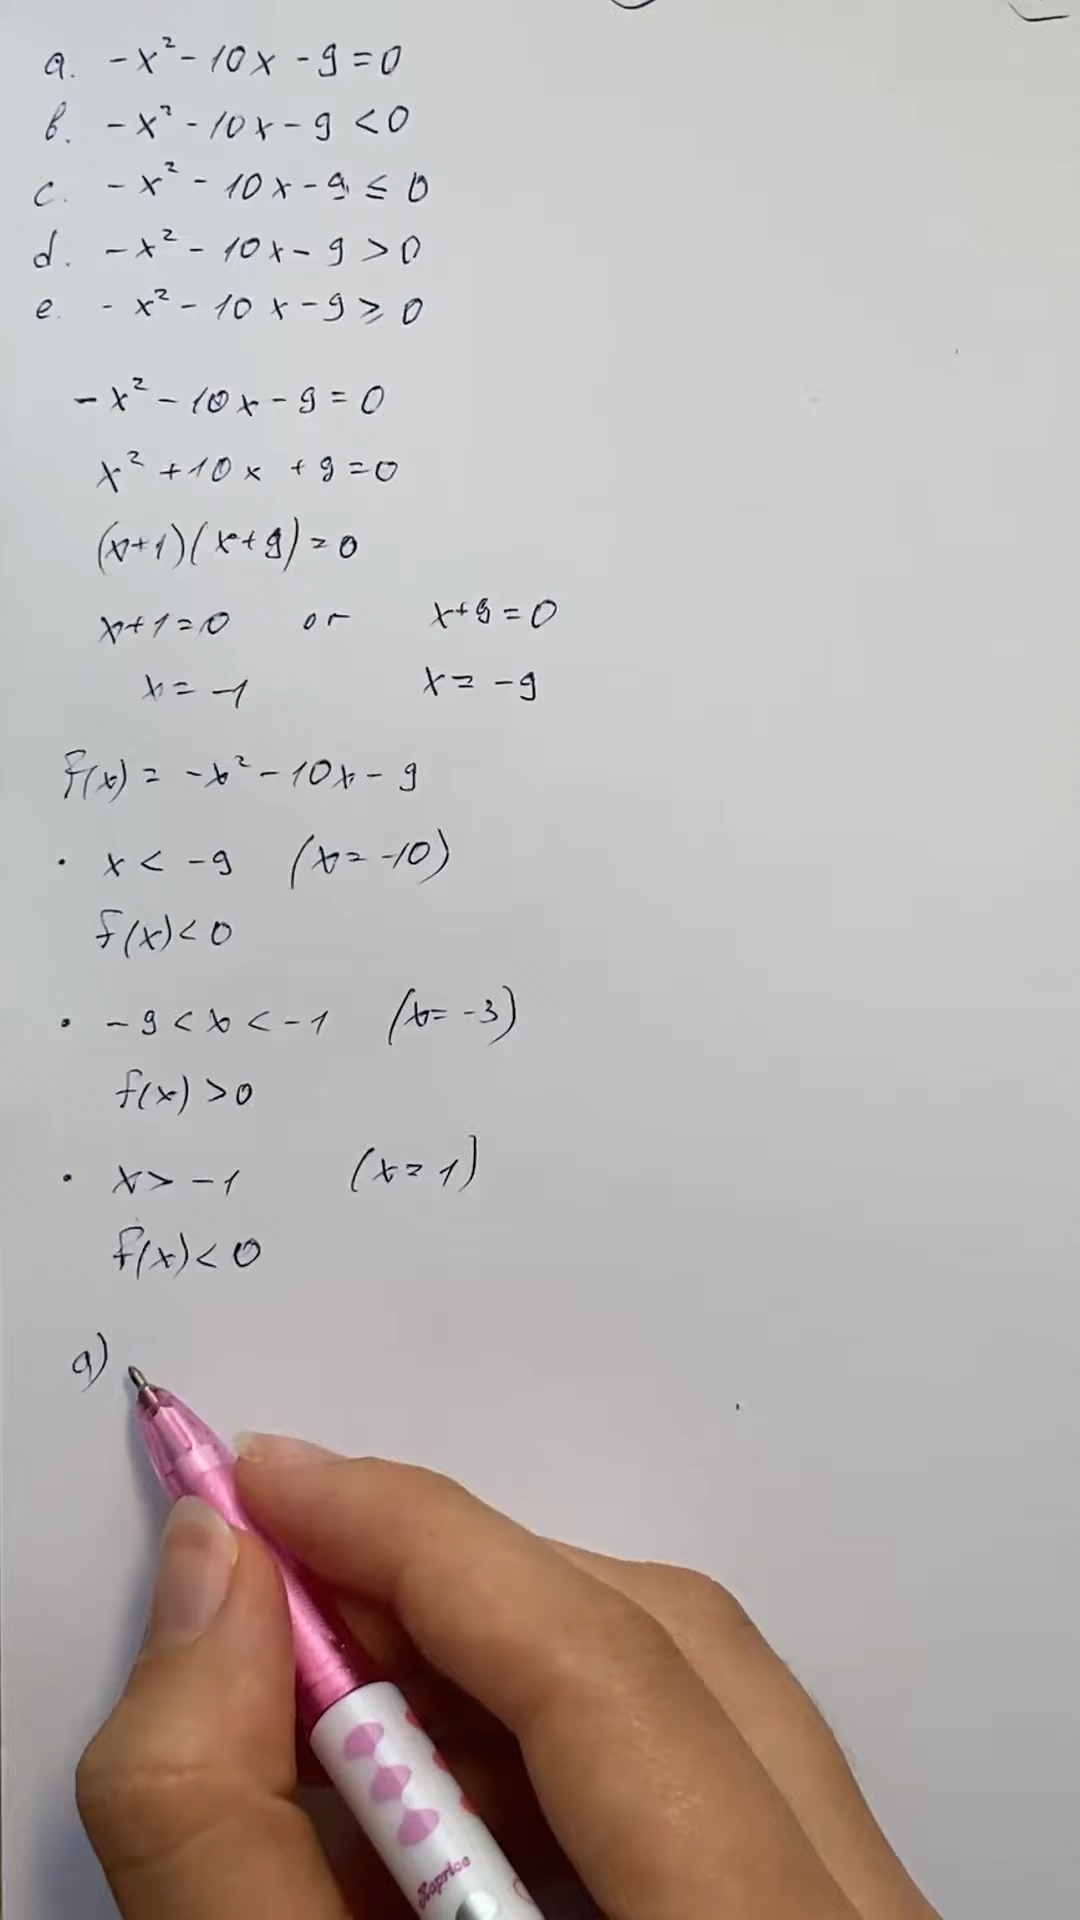 a. -x² - 10x - 9 = 0
b. -x² - 10x - 9 < 0
c. -x² - 10x - 9 ≤ 0
d. -x² - 10x - 9 > 0
e. -x² - 10x - 9 ≥ 0
-x² - 10x - 9 = 0
x² + 10x + 9 = 0
(x+1)(x+9) = 0
x+1 = 0 or x+9 = 0
x = -1 x = -9
f(x) = -x² - 10x - 9
• x < -9 (x = -10)
f(x) < 0
• -9 < x < -1 (x = -3)
f(x) > 0
• x > -1 (x = 1)
f(x) < 0
a)
Kaprice